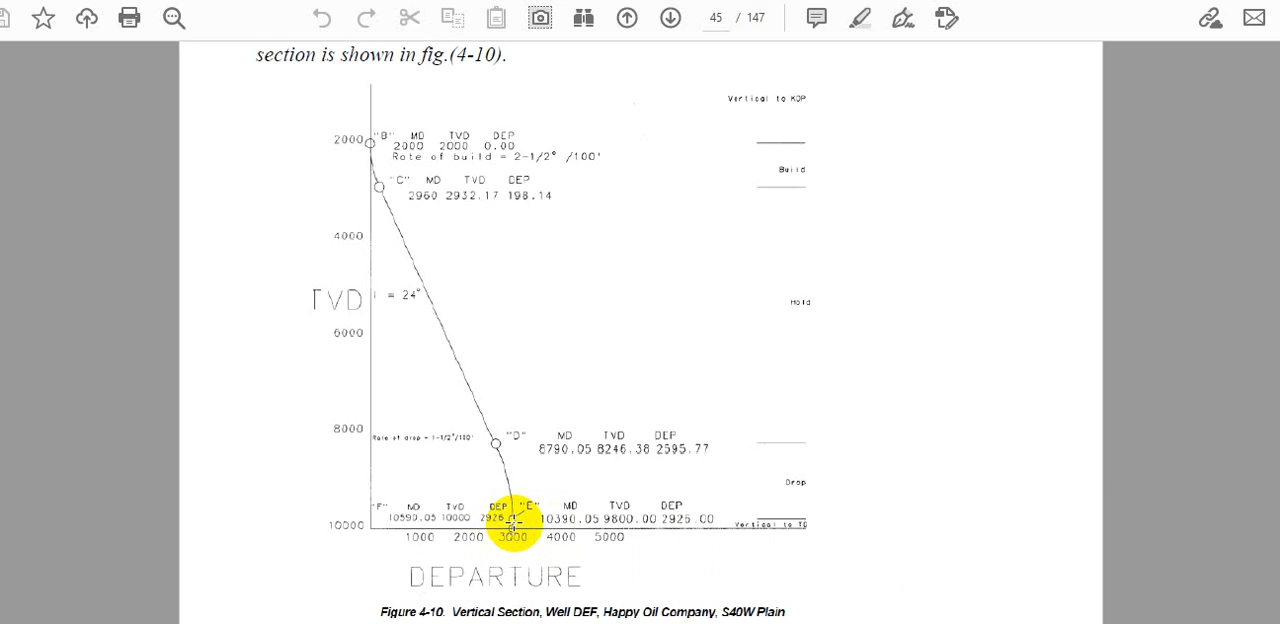 45 / 147
section is shown in fig.(4-10).
Vertical to KOP
2000
"B" MD TVD DEP
2000 2000 0.00
Rate of build = 2-1/2° /100'
Build
"C" MD TVD DEP
2960 2932.17 198.14
4000
TVD
I = 24°
Hold
6000
8000
Rate of drop = 1-1/2°/100'
"D" MD TVD DEP
8790.05 8246.38 2595.77
Drop
"F" MD TVD DEP
10590.05 10000 2926
"E" MD TVD DEP
10390.05 9800.00 2926.00
Vertical to TD
10000
1000 2000 3000 4000 5000
DEPARTURE
Figure 4-10. Vertical Section, Well DEF, Happy Oil Company, S40W Plain